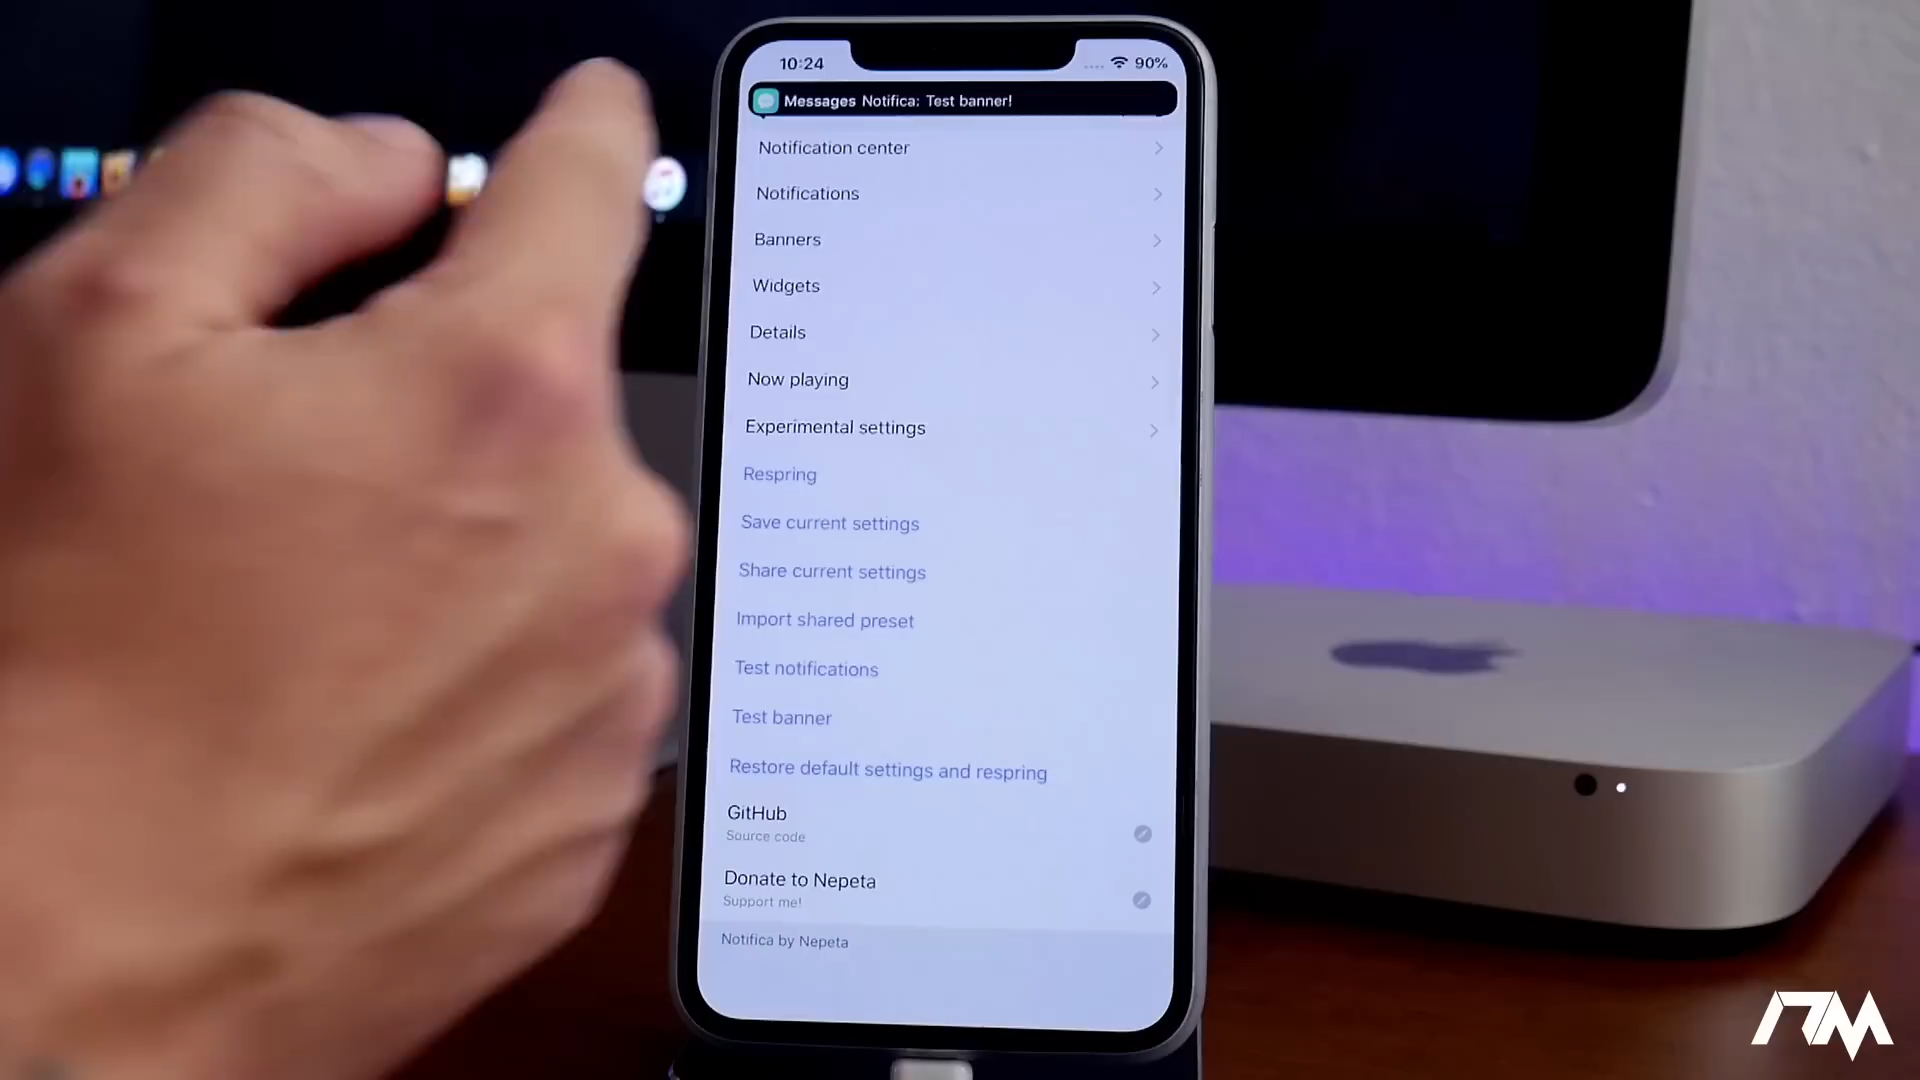 10:24
90%
Messages Notifica: Test banner!
Notification center
Notifications
Banners
Widgets
Details
Now playing
Experimental settings
Respring
Save current settings
Share current settings
Import shared preset
Test notifications
Test banner
Restore default settings and respring
GitHub
Source code
Donate to Nepeta
Support me!
Notifica by Nepeta